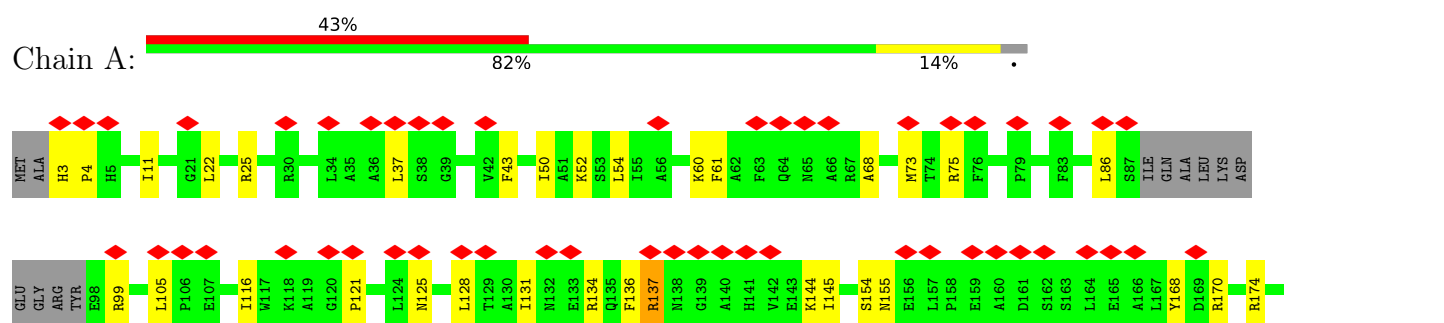 43%
Chain A:
82% 14% •
MET ALA H3 P4 H5 I11 G21 L22 R25 R30 L34 A35 A36 L37 S38 G39 V42 F43 I50 A51 K52 S53 L54 I55 A56 K60 F61 A62 F63 Q64 N65 A66 R67 A68 M73 T74 R75 F76 P79 F83 L86 S87 ILE GLN ALA LEU LYS ASP
GLU GLY ARG TYR E98 R99 L105 P106 E107 I116 W117 K118 A119 G120 P121 L124 N125 L128 T129 A130 I131 N132 E133 R134 Q135 F136 R137 N138 G139 A140 H141 V142 E143 K144 I145 S154 N155 E156 L157 P158 E159 A160 D161 S162 S163 L164 E165 A166 L167 Y168 D169 R170 R174